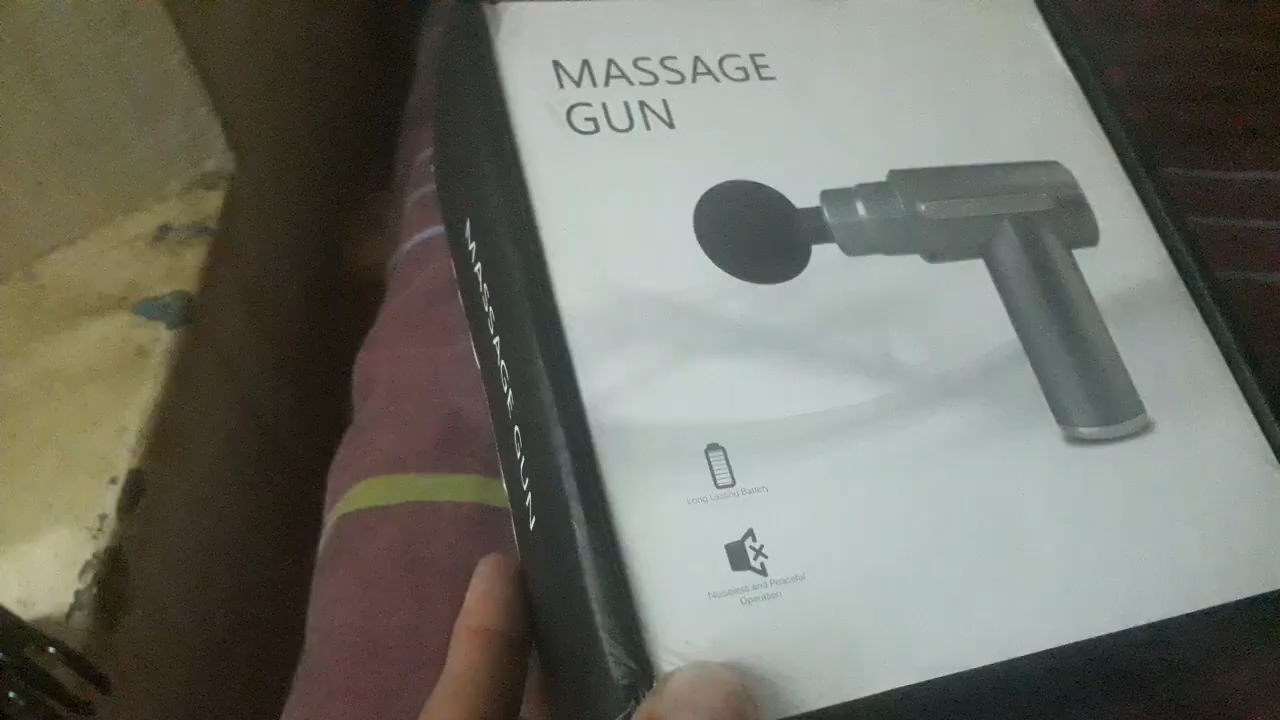 MASSAGE
GUN
MASSAGE GUN
Long Lasting Battery
Noiseless and Peaceful
Operation